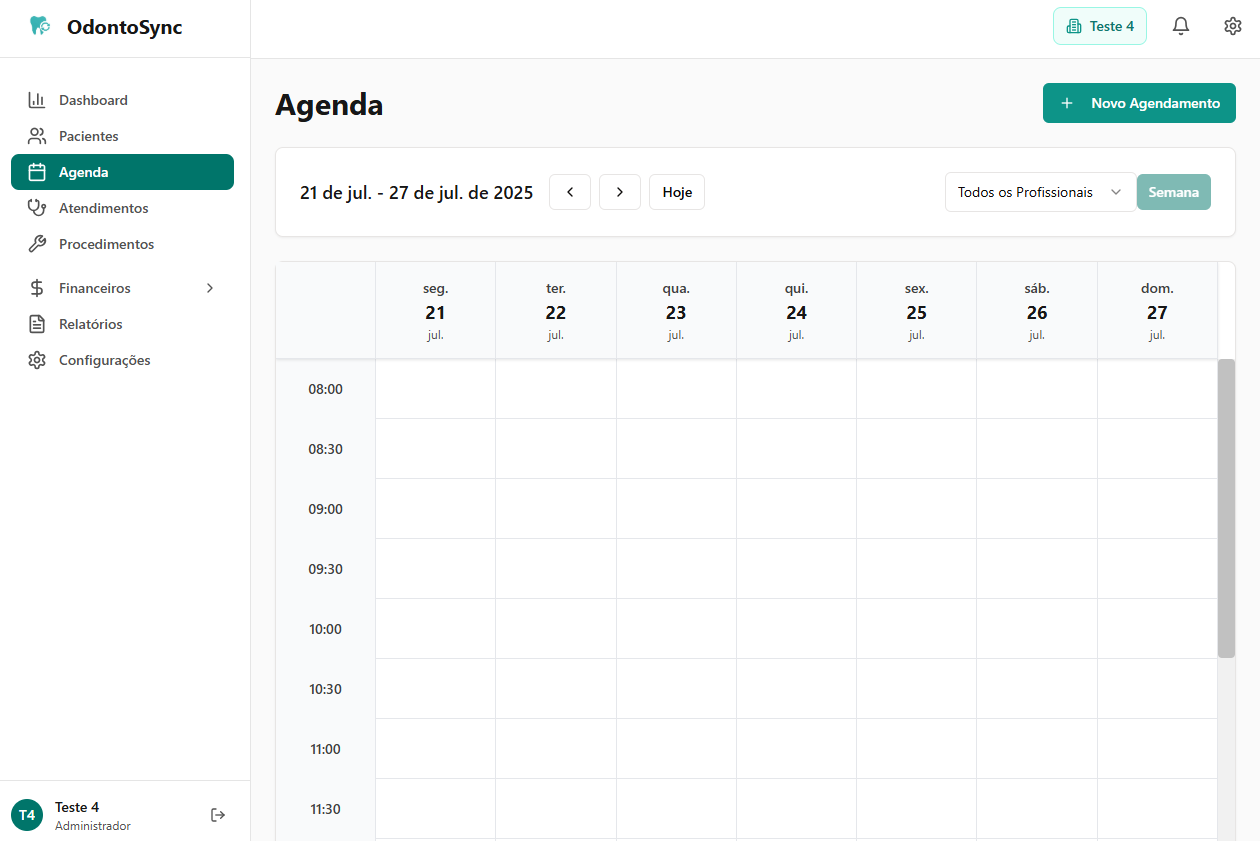 OdontoSync
Teste 4
Dashboard
Pacientes
Agenda
Atendimentos
Procedimentos
Financeiros
Relatórios
Configurações
Teste 4
Administrador
T4
Agenda
Novo Agendamento
21 de jul. - 27 de jul. de 2025
Hoje
Todos os Profissionais
Semana
seg. ter. qua. qui. sex. sáb. dom.
21 22 23 24 25 26 27
jul. jul. jul. jul. jul. jul. jul.
08:00
08:30
09:00
09:30
10:00
10:30
11:00
11:30